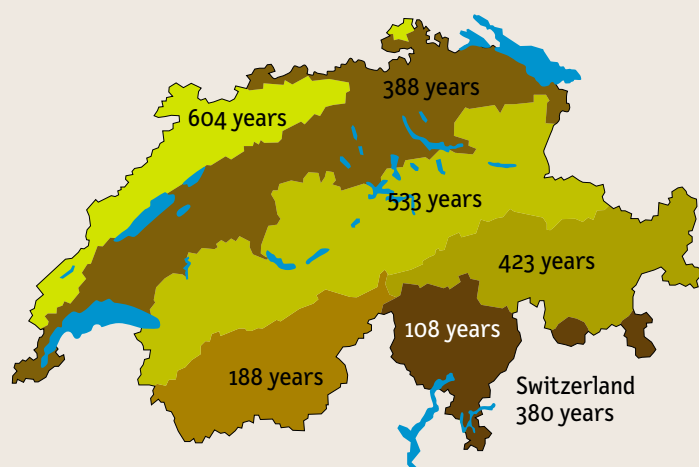 388 years
604 years
533 years
423 years
108 years
188 years
Switzerland
380 years